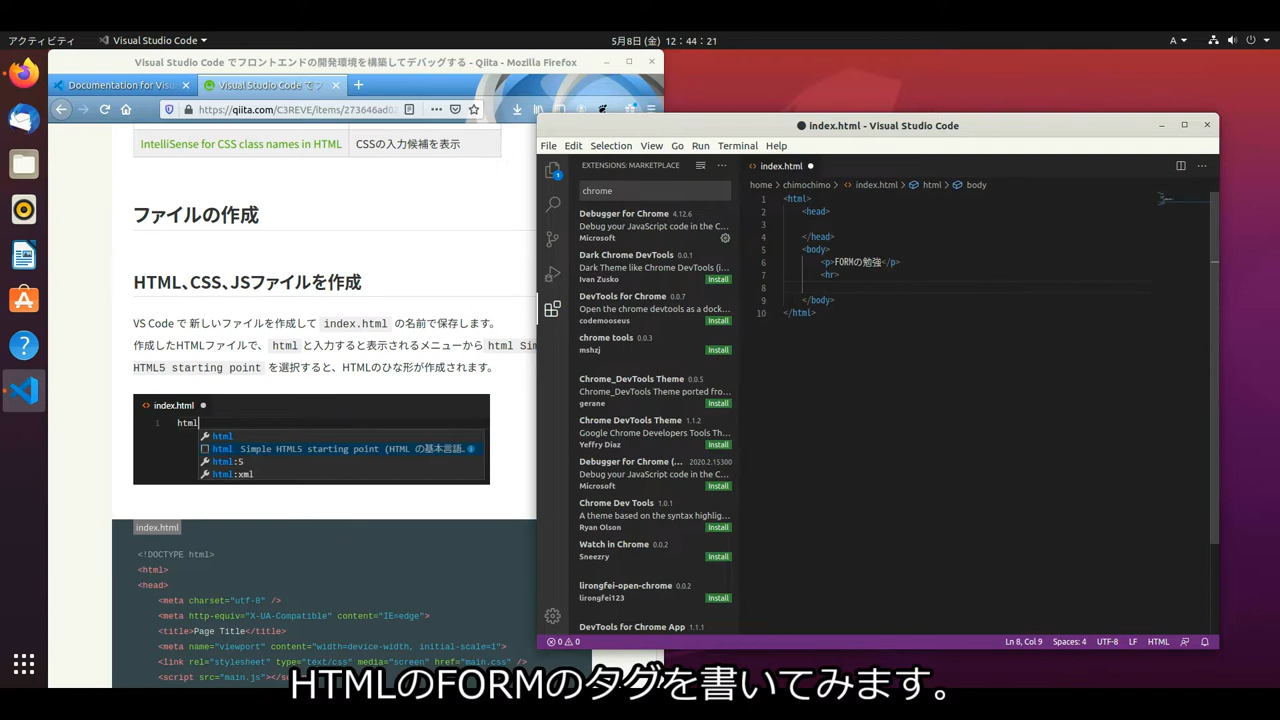 アクティビティ
Visual Studio Code
5月8日 (金) 12:44:21
A
Visual Studio Code でフロントエンドの開発環境を構築してデバッグする - Qiita - Mozilla Firefox
Documentation for Visu
Visual Studio Code でフ
https://qiita.com/C3REVE/items/273646ad0
IntelliSense for CSS class names in HTML
CSSの入力候補を表示
ファイルの作成
HTML、CSS、JSファイルを作成
VS Code で 新しいファイルを作成して index.html の名前で保存します。
作成したHTMLファイルで、html と入力すると表示されるメニューから html Sim
HTML5 starting point を選択すると、HTMLのひな形が作成されます。
index.html
1 html
html
html Simple HTML5 starting point (HTML の基本言語…
html:5
html:xml
index.html
<!DOCTYPE html>
<html>
<head>
<meta charset="utf-8" />
<meta http-equiv="X-UA-Compatible" content="IE=edge">
<title>Page Title</title>
<meta name="viewport" content="width=device-width, initial-scale=1">
<link rel="stylesheet" type="text/css" media="screen" href="main.css" />
<script src="main.js"></s
index.html - Visual Studio Code
File Edit Selection View Go Run Terminal Help
EXTENSIONS: MARKETPLACE
chrome
Debugger for Chrome 4.12.6
Debug your JavaScript code in the C...
Microsoft
Dark Chrome DevTools 0.0.1
Dark Theme like Chrome DevTools (i...
Ivan Zusko Install
DevTools for Chrome 0.0.7
Open the chrome devtools as a dock...
codemooseus Install
chrome tools 0.0.3
mshzj Install
Chrome_DevTools Theme 0.0.5
Chrome_DevTools Theme ported fro...
gerane Install
Chrome DevTools Theme 1.1.2
Google Chrome Developers Tools Th...
Yeffry Diaz Install
Debugger for Chrome (... 2020.2.15300
Debug your JavaScript code in the C...
Microsoft Install
Chrome Dev Tools 1.0.1
A theme based on the syntax highlig...
Ryan Olson Install
Watch in Chrome 0.0.2
Sneezry Install
lirongfei-open-chrome 0.0.2
lirongfei123 Install
DevTools for Chrome App 1.1.1
index.html
home > chimochimo > index.html > html > body
1 <html>
2 <head>
3
4 </head>
5 <body>
6 <p>FORMの勉強</p>
7 <hr>
8
9 </body>
10 </html>
0 0
Ln 8, Col 9 Spaces: 4 UTF-8 LF HTML
HTMLのFORMのタグを書いてみます。